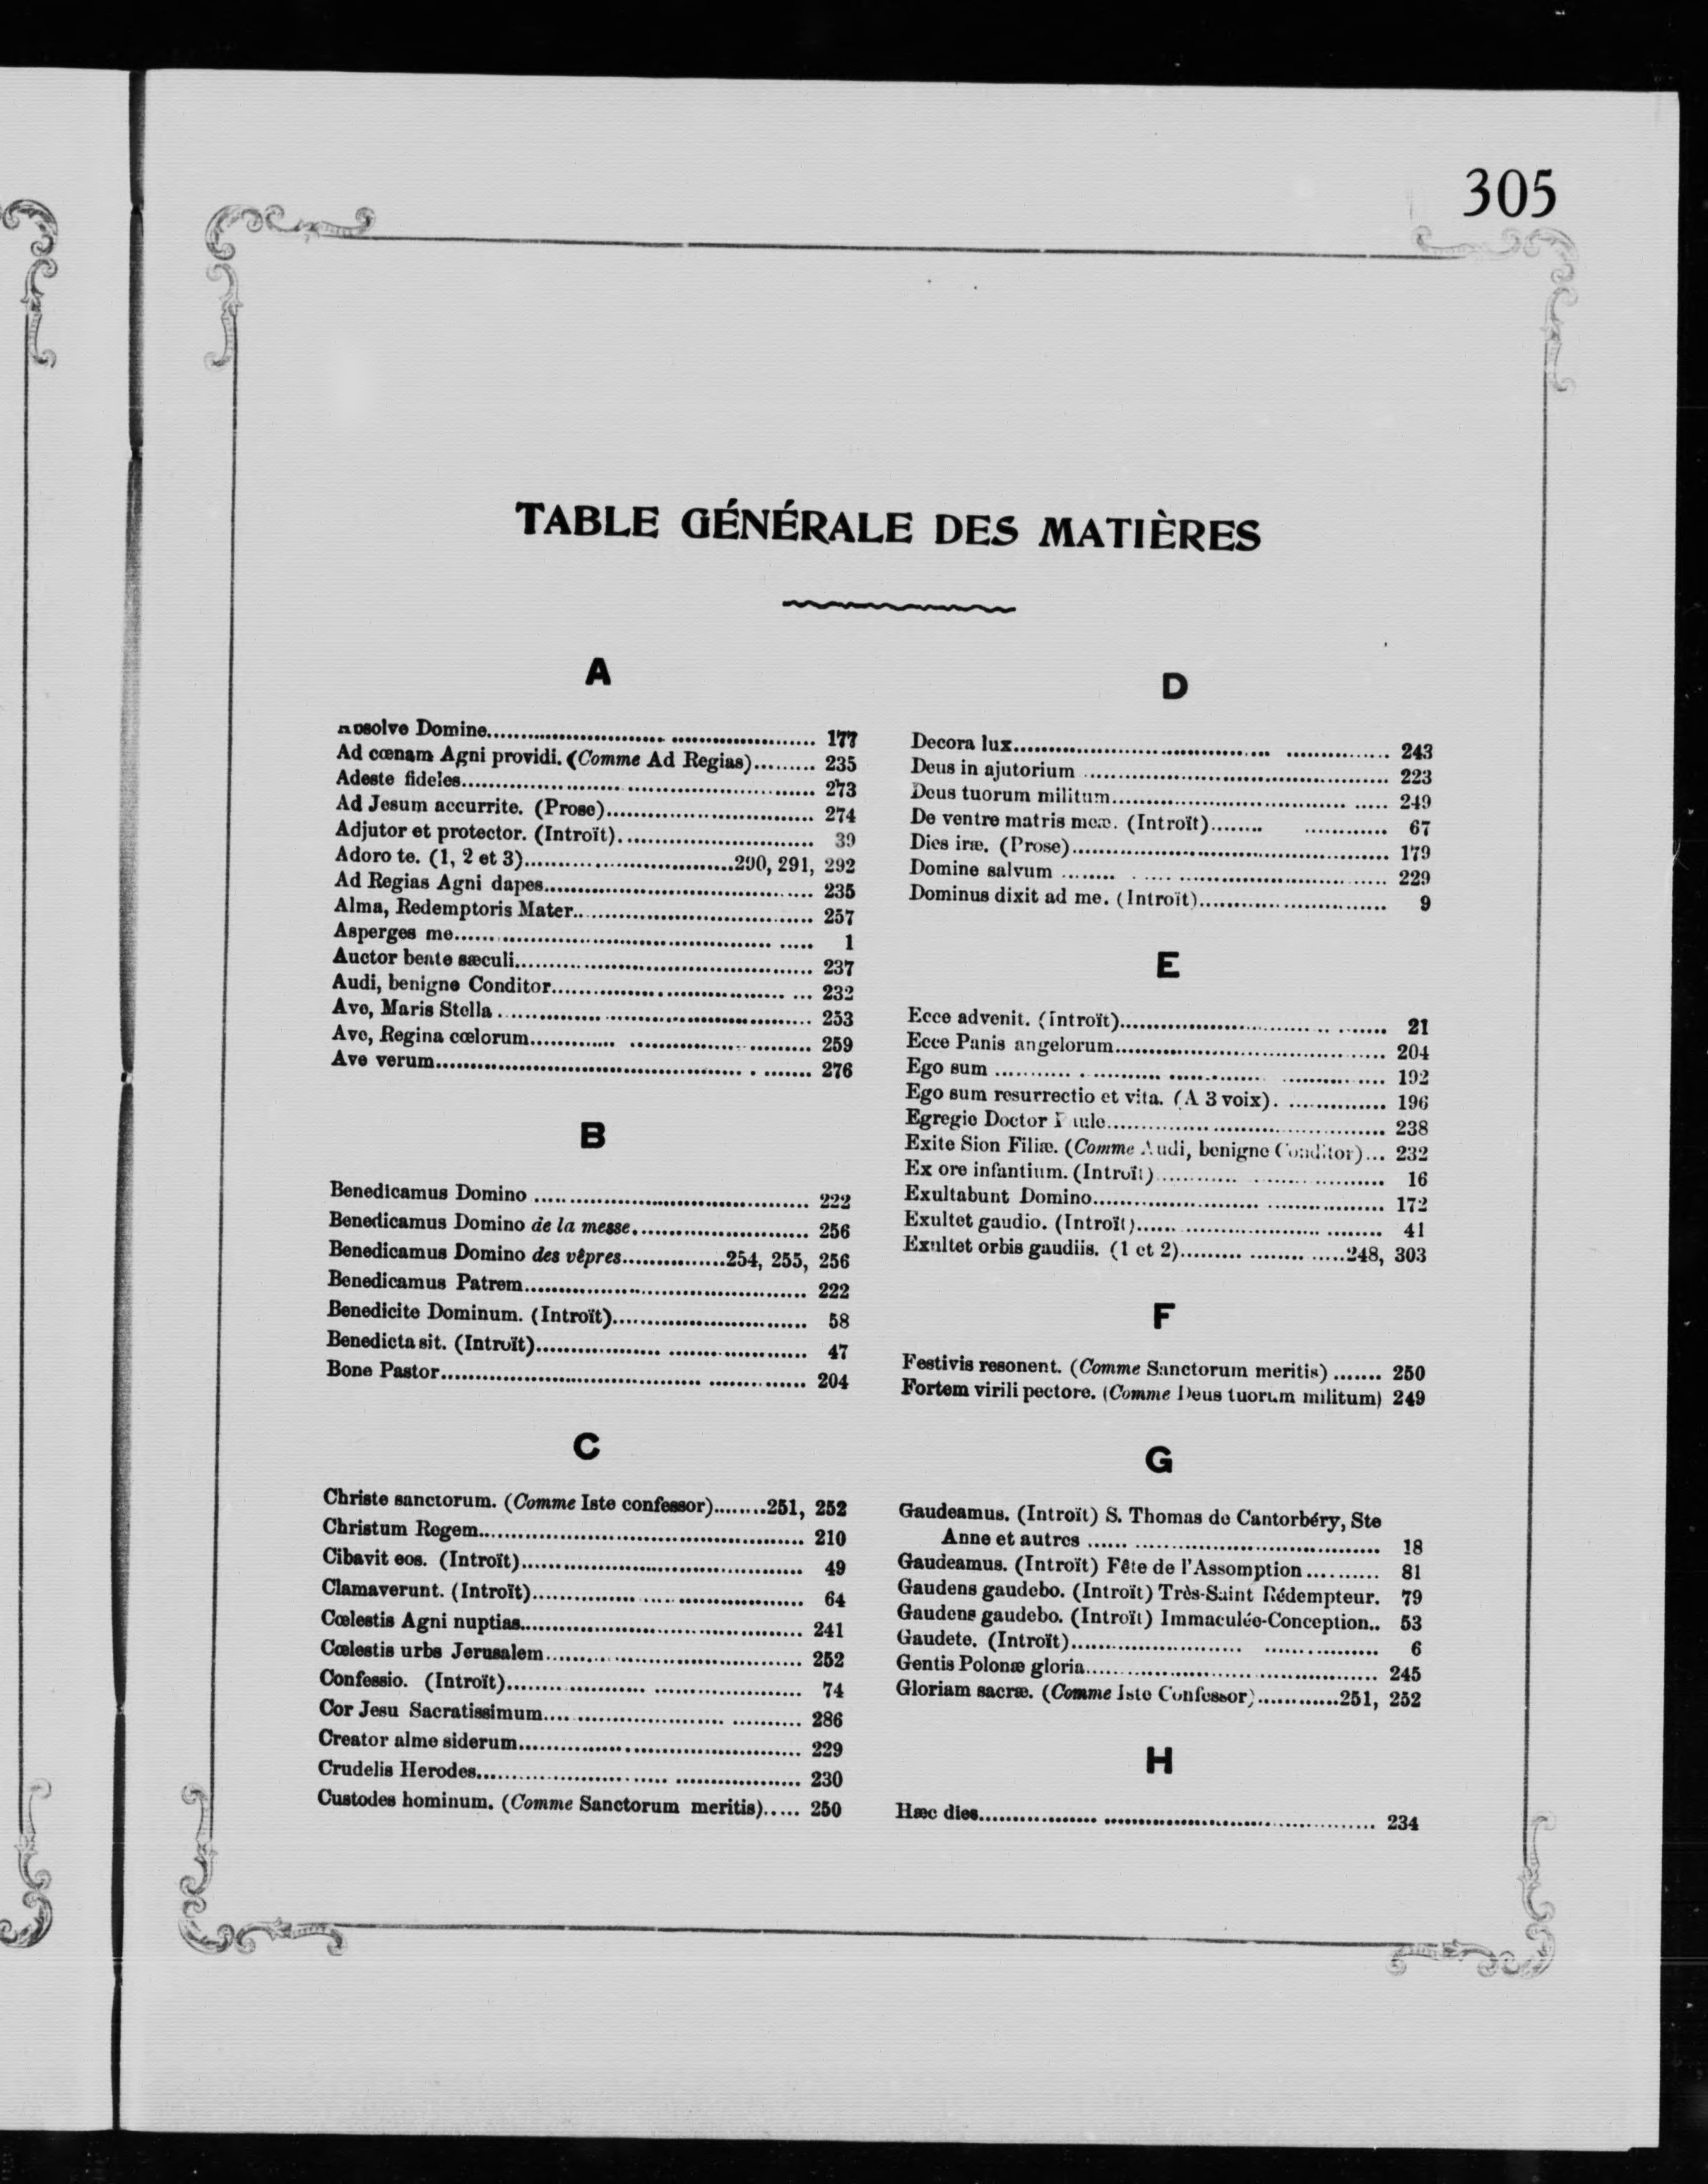 305
TABLE GÉNÉRALE DES MATIÈRES
A
Absolve Domine........ 177
Ad cœnam Agni providi. (Comme Ad Regias)........ 235
Adeste fideles........ 273
Ad Jesum accurrite. (Prose)........ 274
Adjutor et protector. (Introït)........ 39
Adoro te. (1, 2 et 3)........290, 291, 292
Ad Regias Agni dapes........ 235
Alma, Redemptoris Mater........ 257
Asperges me........ 1
Auctor beate sæculi........ 237
Audi, benigne Conditor........ 232
Ave, Maris Stella ........ 253
Ave, Regina cœlorum........ 259
Ave verum........ 276
B
Benedicamus Domino ........ 222
Benedicamus Domino de la messe........ 256
Benedicamus Domino des vêpres........254, 255, 256
Benedicamus Patrem........ 222
Benedicite Dominum. (Introït)........ 58
Benedicta sit. (Introït)........ 47
Bone Pastor........ 204
C
Christe sanctorum. (Comme Iste confessor)........251, 252
Christum Regem........ 210
Cibavit eos. (Introït)........ 49
Clamaverunt. (Introït)........ 64
Cœlestis Agni nuptias........ 241
Cœlestis urbs Jerusalem........ 252
Confessio. (Introït)........ 74
Cor Jesu Sacratissimum........ 286
Creator alme siderum........ 229
Crudelis Herodes........ 230
Custodes hominum. (Comme Sanctorum meritis)..... 250
D
Decora lux........ 243
Deus in ajutorium ........ 223
Deus tuorum militum........ 249
De ventre matris meæ. (Introït)........ 67
Dies iræ. (Prose)........ 179
Domine salvum ........ 229
Dominus dixit ad me. (Introït)........ 9
E
Ecce advenit. (Introït)........ 21
Ecce Panis angelorum........ 204
Ego sum ........ 192
Ego sum resurrectio et vita. (A 3 voix). ........ 196
Egregie Doctor Paule........ 238
Exite Sion Filiæ. (Comme Audi, benigne Conditor)... 232
Ex ore infantium. (Introït)........ 16
Exultabunt Domino........ 172
Exultet gaudio. (Introït)........ 41
Exultet orbis gaudiis. (1 et 2)........248, 303
F
Festivis resonent. (Comme Sanctorum meritis) ....... 250
Fortem virili pectore. (Comme Deus tuorum militum) 249
G
Gaudeamus. (Introït) S. Thomas de Cantorbéry, Ste
Anne et autres ........ 18
Gaudeamus. (Introït) Fête de l'Assomption .......... 81
Gaudens gaudebo. (Introït) Très-Saint Rédempteur. 79
Gaudens gaudebo. (Introït) Immaculée-Conception.. 53
Gaudete. (Introït)........ 6
Gentis Polonæ gloria........ 245
Gloriam sacræ. (Comme Iste Confessor)............251, 252
H
Hæc dies........ 234